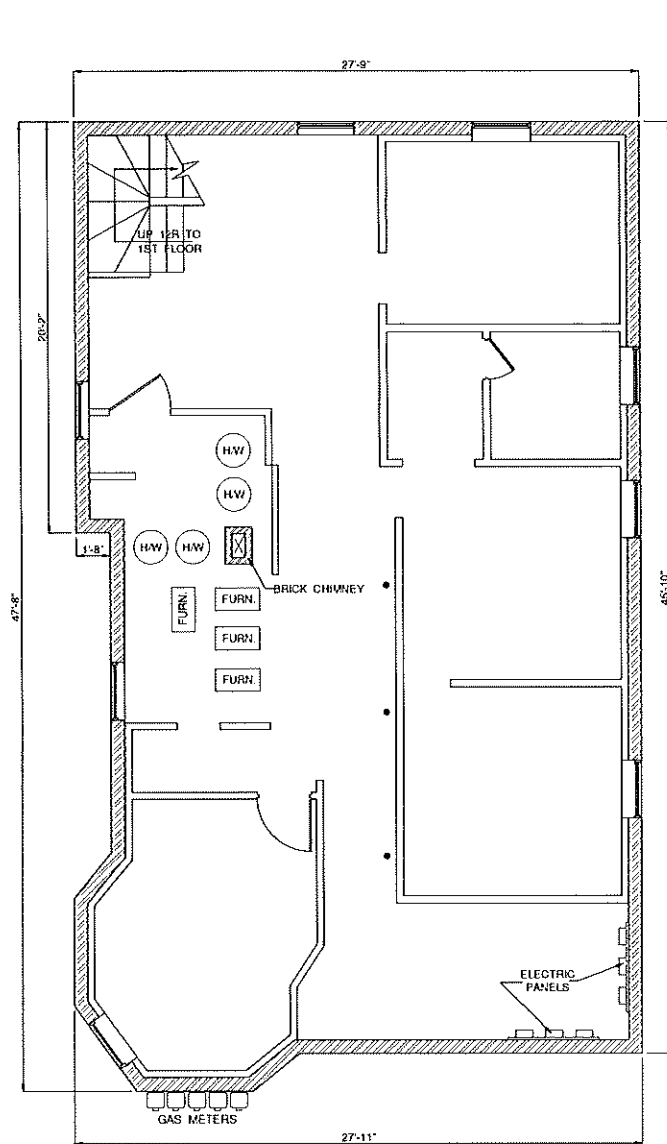 27'-9"
UP 12R TO
1ST FLOOR
20'-2"
H/W
H/W
1'-8"
H/W
H/W
BRICK CHIMNEY
FURN.
FURN.
FURN.
FURN.
47'-8"
45'-10"
ELECTRIC
PANELS
GAS METERS
27'-11"